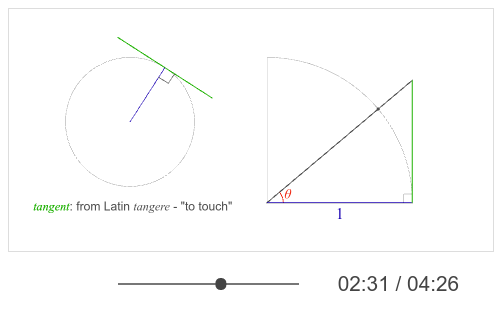 tangent: from Latin tangere - "to touch"
θ
1
02:31 / 04:26